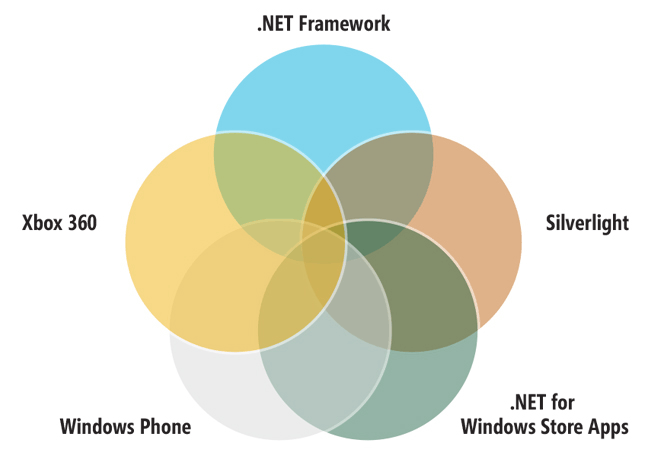 .NET Framework
Xbox 360
Silverlight
Windows Phone
.NET for
Windows Store Apps